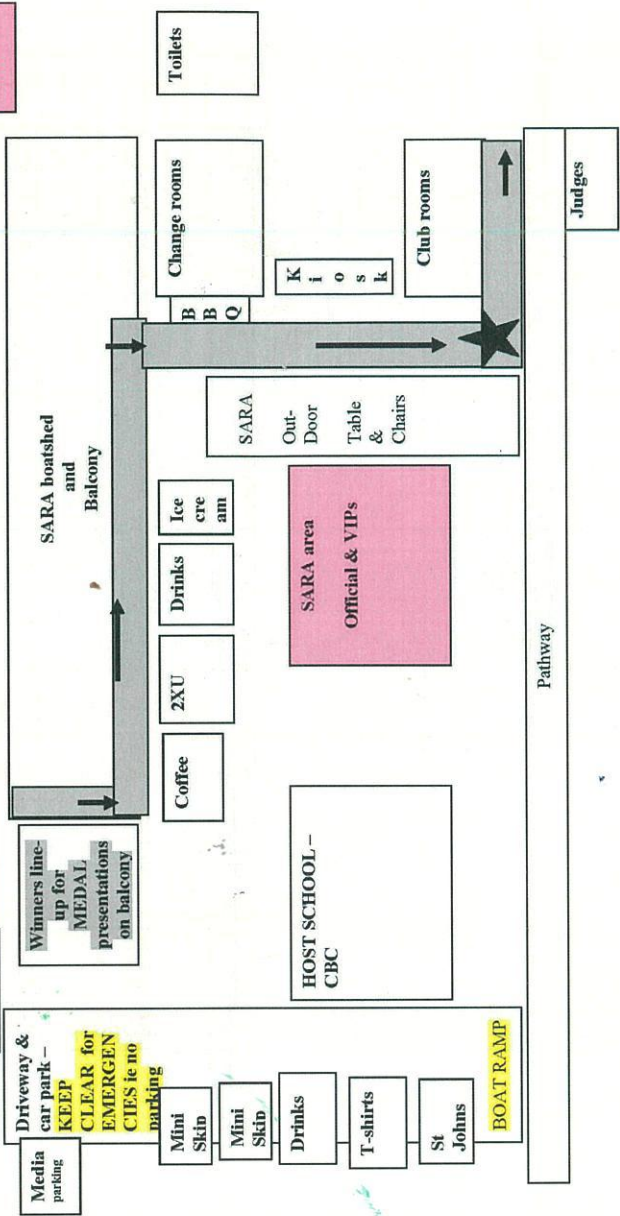 Toilets
SARA boatshed
and
Balcony
Change rooms
B
B
Q
K
i
o
s
k
Club rooms
Judges
SARA
Out-
Door
Table
&
Chairs
Ice
cre
am
Drinks
2XU
Coffee
SARA area
Official & VIPs
Pathway
Winners line-
up for
MEDAL
presentations
on balcony
HOST SCHOOL –
CBC
Driveway &
car park –
KEEP
CLEAR for
EMERGEN
CIES ie no
parking
Media
parking
Mini
Skip
Mini
Skip
Drinks
T-shirts
St
Johns
BOAT RAMP